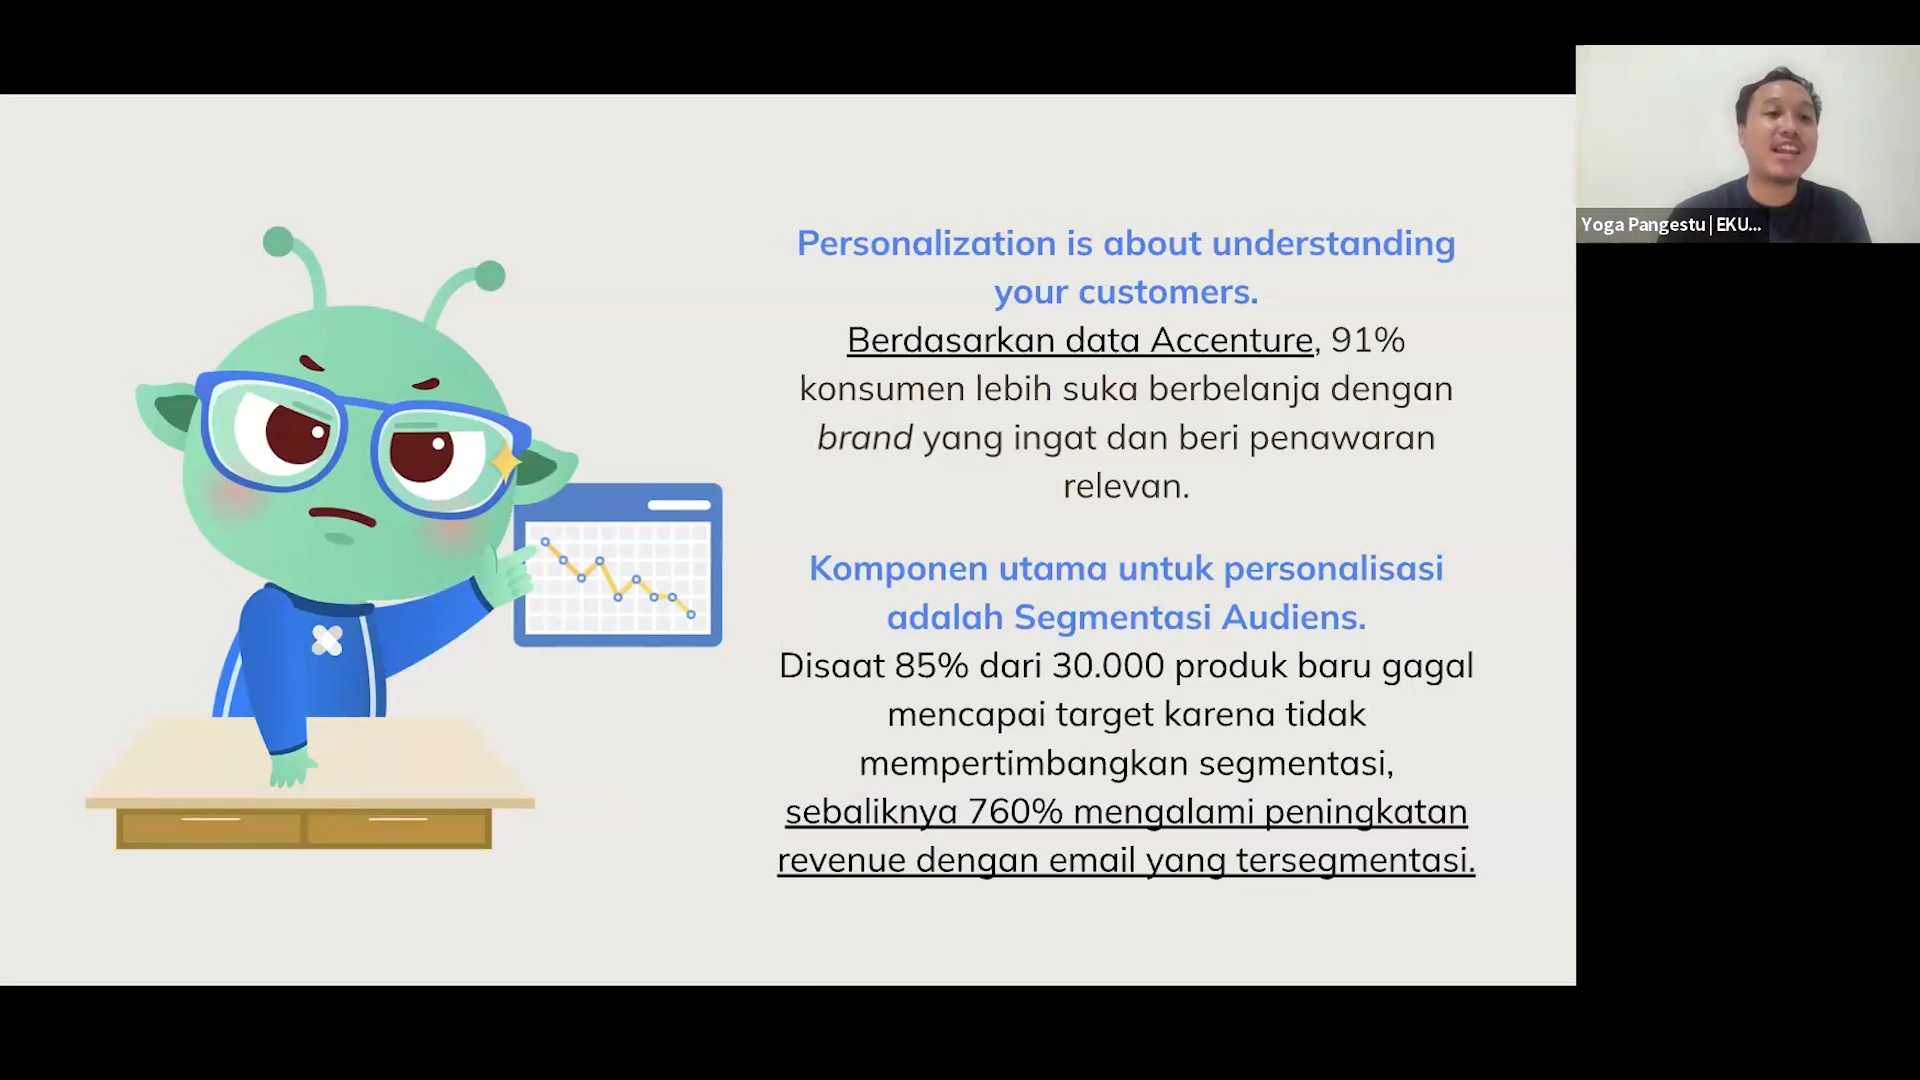 Personalization is about understanding
your customers.
Berdasarkan data Accenture, 91%
konsumen lebih suka berbelanja dengan
brand yang ingat dan beri penawaran
relevan.
Komponen utama untuk personalisasi
adalah Segmentasi Audiens.
Disaat 85% dari 30.000 produk baru gagal
mencapai target karena tidak
mempertimbangkan segmentasi,
sebaliknya 760% mengalami peningkatan
revenue dengan email yang tersegmentasi.
Yoga Pangestu | EKU...